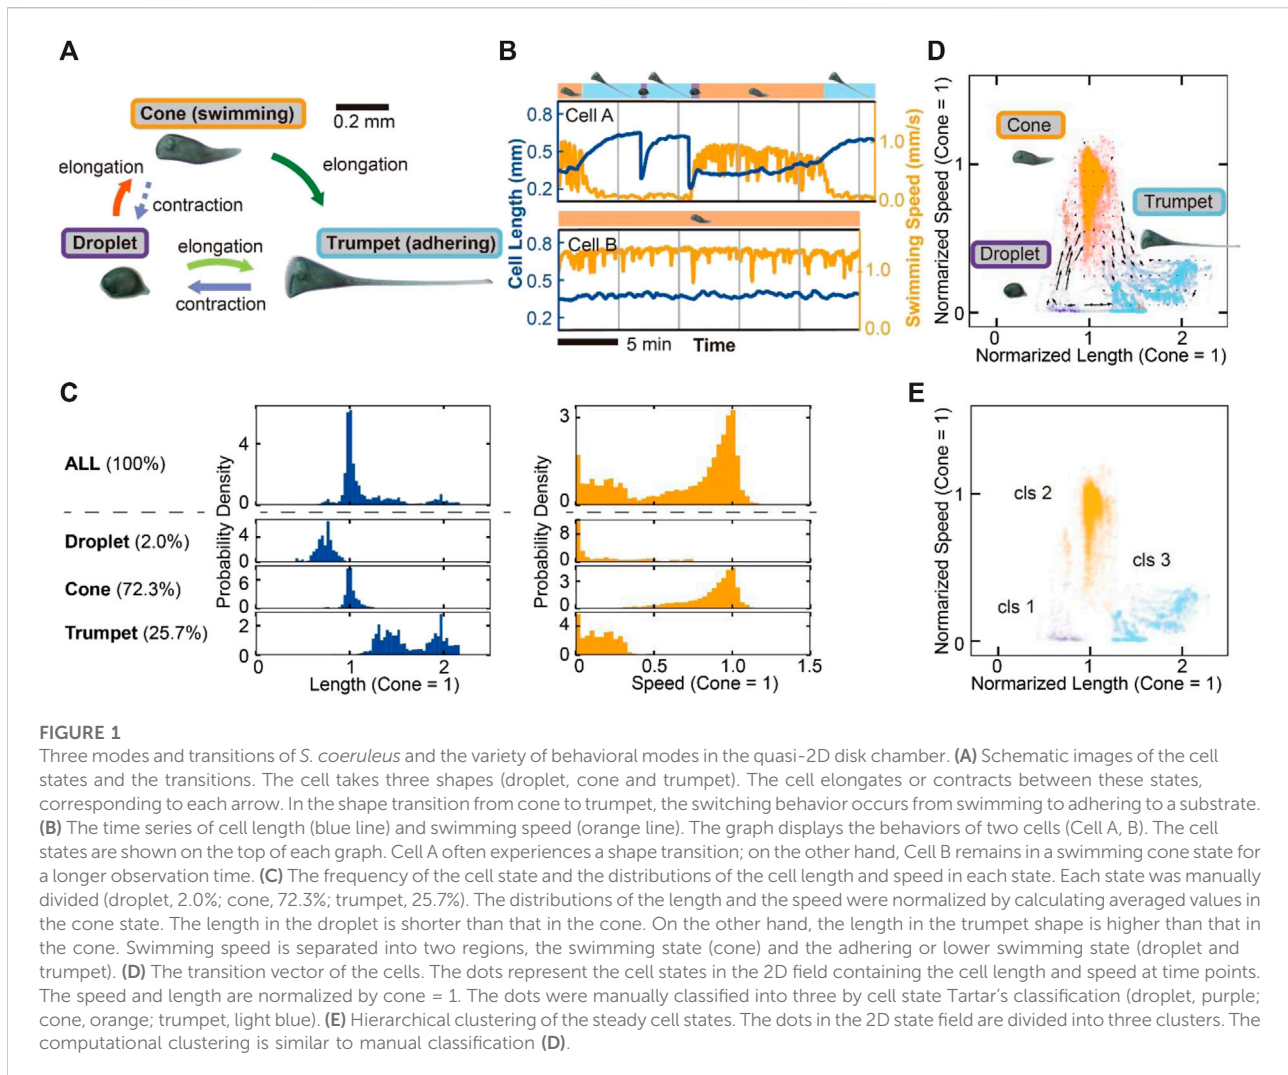 A
Cone (swimming)
0.2 mm
elongation
elongation
contraction
Droplet
elongation
Trumpet (adhering)
contraction
B
Cell Length (mm)
0.8
0.5
0.2
Cell A
1.0
0.0
0.8
0.5
0.2
Cell B
1.0
0.0
Swimming Speed (mm/s)
5 min
Time
C
ALL (100%)
Droplet (2.0%)
Cone (72.3%)
Trumpet (25.7%)
Probability Density
4
0
4
0
6
0
2
0
0
1
2
Length (Cone = 1)
Probability Density
3
0
8
0
3
0
5
0
0
0.5
1.0
1.5
Speed (Cone = 1)
D
Normarized Speed (Cone = 1)
1
0
Cone
Trumpet
Droplet
0
1
2
Normarized Length (Cone = 1)
E
Normarized Speed (Cone = 1)
1
0
cls 2
cls 3
cls 1
0
1
2
Normarized Length (Cone = 1)
FIGURE 1
Three modes and transitions of S. coeruleus and the variety of behavioral modes in the quasi-2D disk chamber. (A) Schematic images of the cell
states and the transitions. The cell takes three shapes (droplet, cone and trumpet). The cell elongates or contracts between these states,
corresponding to each arrow. In the shape transition from cone to trumpet, the switching behavior occurs from swimming to adhering to a substrate.
(B) The time series of cell length (blue line) and swimming speed (orange line). The graph displays the behaviors of two cells (Cell A, B). The cell
states are shown on the top of each graph. Cell A often experiences a shape transition; on the other hand, Cell B remains in a swimming cone state for
a longer observation time. (C) The frequency of the cell state and the distributions of the cell length and speed in each state. Each state was manually
divided (droplet, 2.0%; cone, 72.3%; trumpet, 25.7%). The distributions of the length and the speed were normalized by calculating averaged values in
the cone state. The length in the droplet is shorter than that in the cone. On the other hand, the length in the trumpet shape is higher than that in
the cone. Swimming speed is separated into two regions, the swimming state (cone) and the adhering or lower swimming state (droplet and
trumpet). (D) The transition vector of the cells. The dots represent the cell states in the 2D field containing the cell length and speed at time points.
The speed and length are normalized by cone = 1. The dots were manually classified into three by cell state Tartar's classification (droplet, purple;
cone, orange; trumpet, light blue). (E) Hierarchical clustering of the steady cell states. The dots in the 2D state field are divided into three clusters. The
computational clustering is similar to manual classification (D).